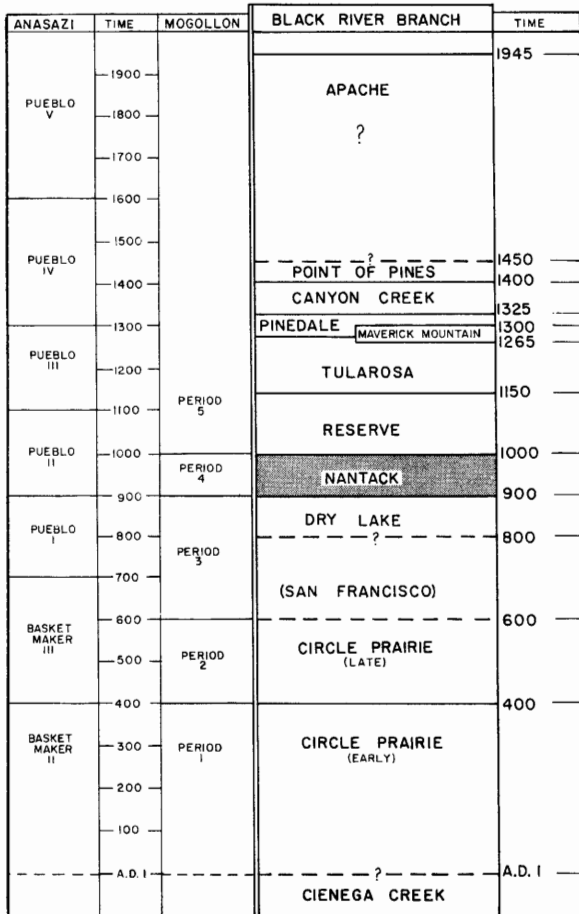 ANASAZI TIME MOGOLLON BLACK RIVER BRANCH TIME
1945
1900
APACHE
PUEBLO
V
1800
?
1700
1600
1500
? 1450
PUEBLO
IV
POINT OF PINES
1400 1400
CANYON CREEK
1325
1300 PINEDALE 1300
MAVERICK MOUNTAIN
1265
PUEBLO
III
1200 TULAROSA
1150
PERIOD
5
1100
RESERVE
PUEBLO
II
1000 1000
PERIOD
4
NANTACK
900 900
DRY LAKE
PUEBLO
I
800 ? 800
PERIOD
3
700
(SAN FRANCISCO)
600 600
BASKET
MAKER
III
CIRCLE PRAIRIE
(LATE)
500
PERIOD
2
400 400
BASKET
MAKER
II
300
PERIOD
1
CIRCLE PRAIRIE
(EARLY)
200
100
A.D. I ? A.D. I
CIENEGA CREEK